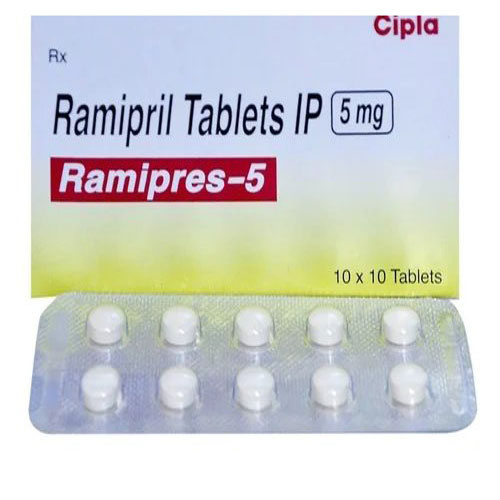 Cipla
Rx
Ramipril Tablets IP 5 mg
Ramipres-5
10 x 10 Tablets